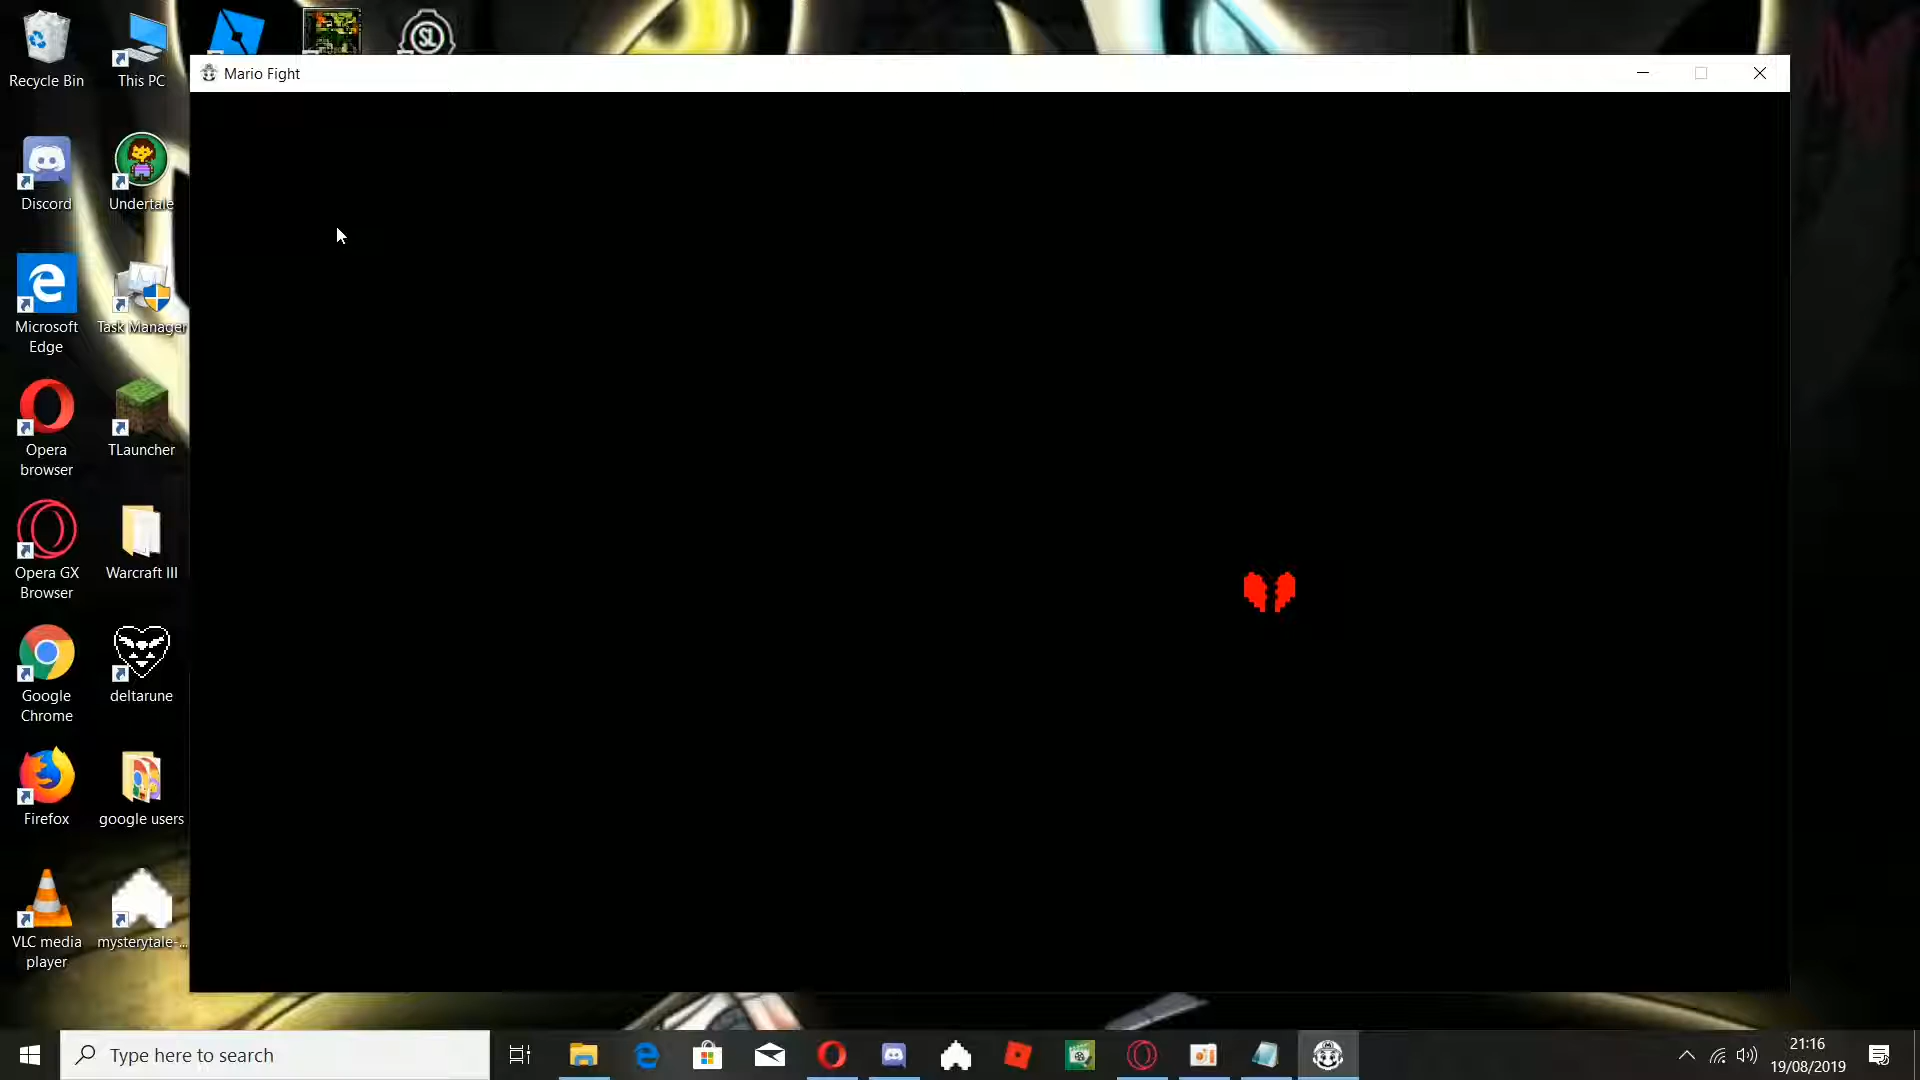 Mario Fight
Recycle Bin
This PC
Discord
Undertale
Microsoft
Edge
Task Manager
Opera
browser
TLauncher
Opera GX
Browser
Warcraft III
Google
Chrome
deltarune
Firefox
google users
VLC media
player
mysterytale-...
SL
Type here to search
21:16
19/08/2019